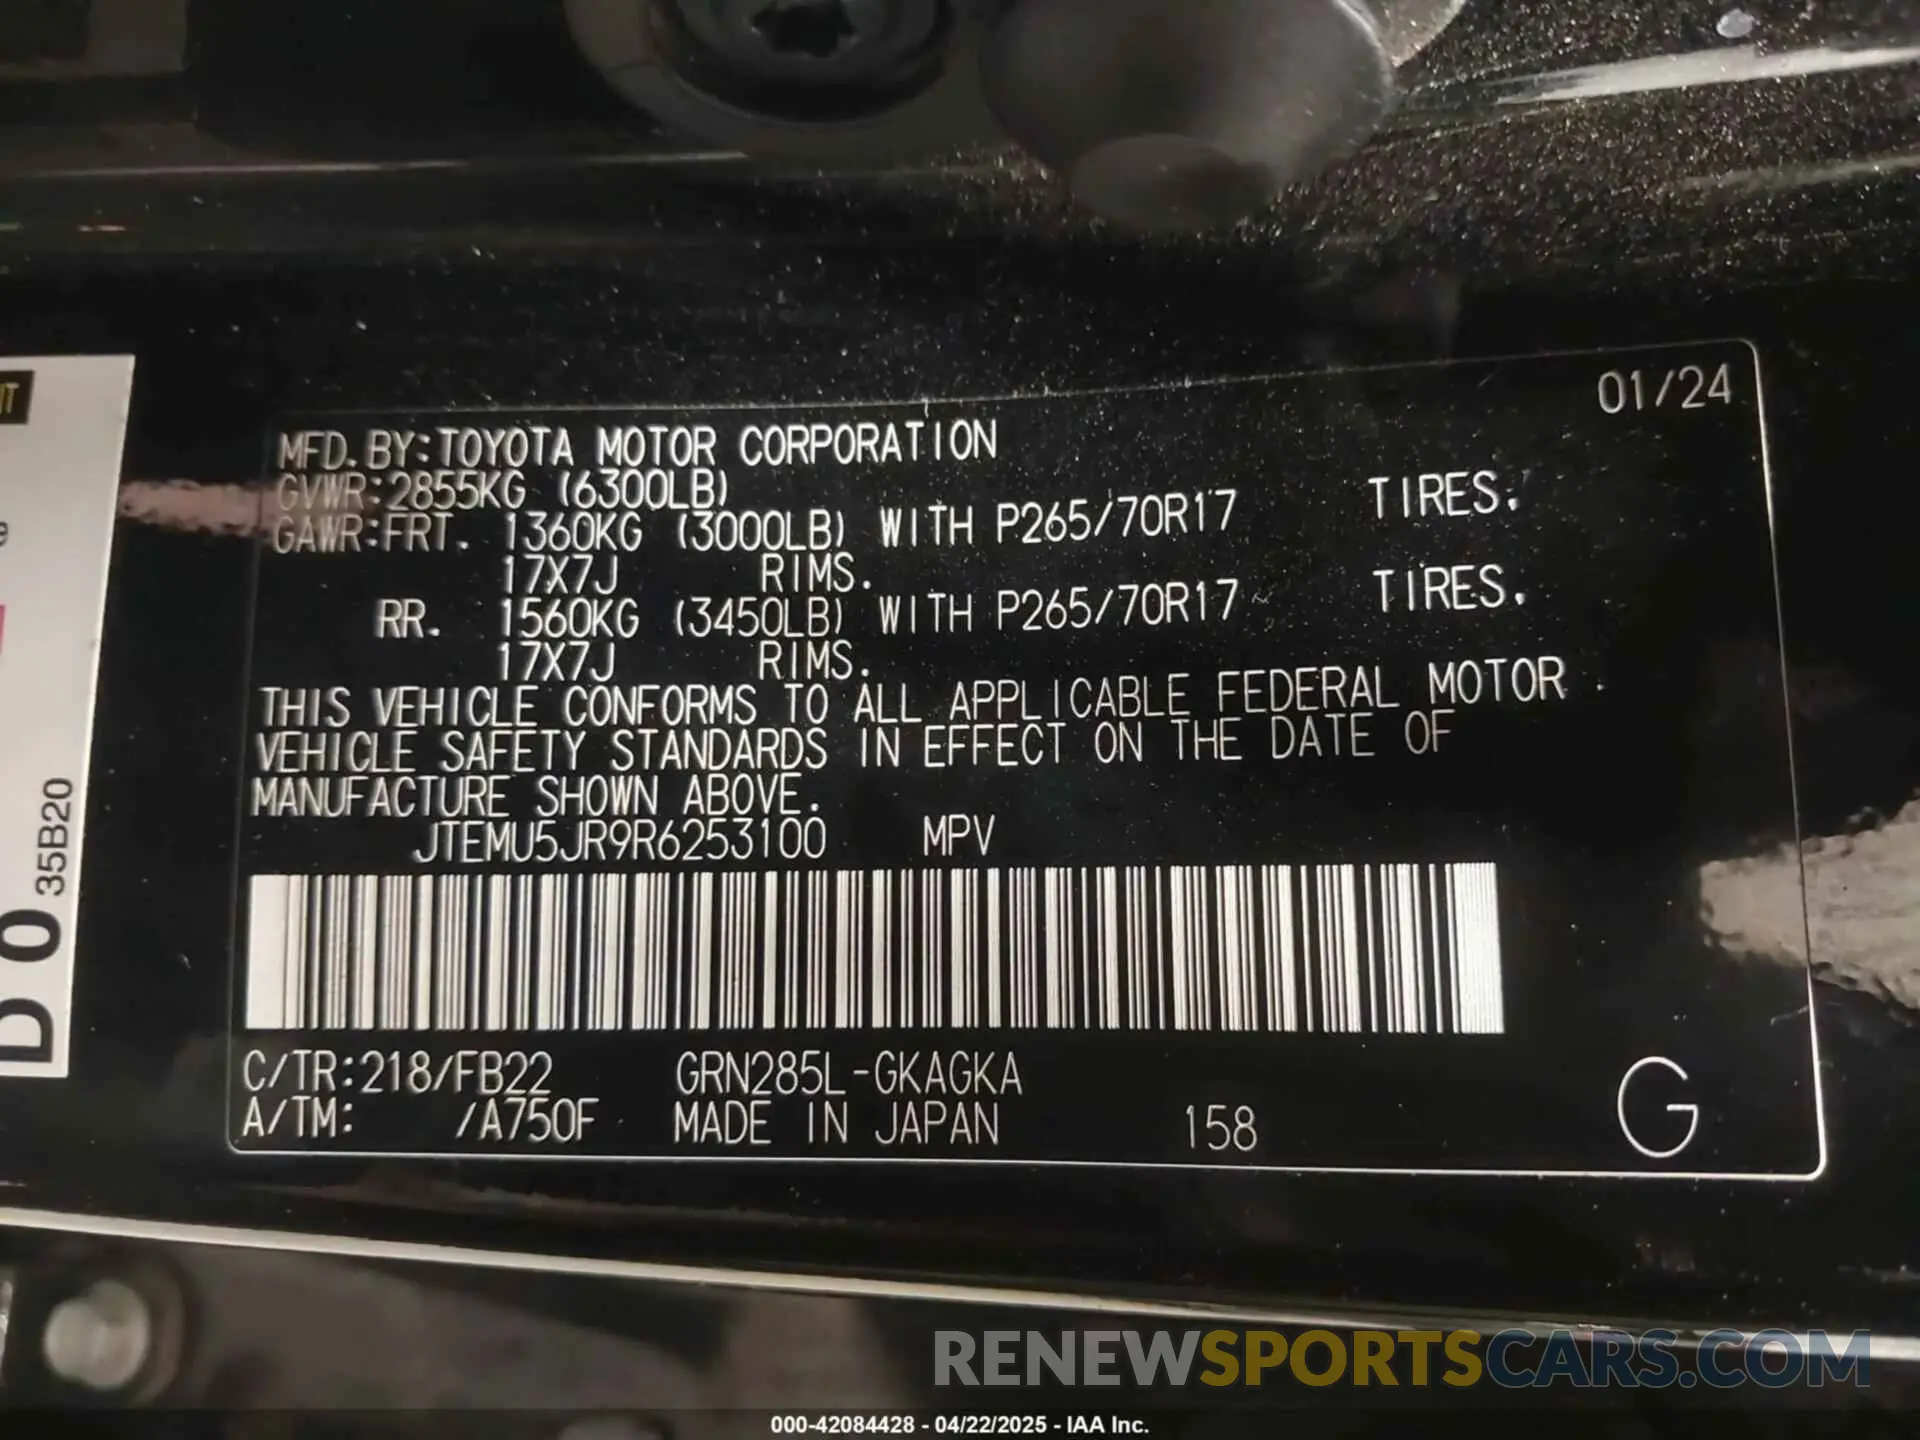 01/24
MFD.BY:TOYOTA MOTOR CORPORATION
GVWR:2855KG (6300LB)
GAWR:FRT. 1360KG (3000LB) WITH P265/70R17 TIRES,
17X7J RIMS.
RR. 1560KG (3450LB) WITH P265/70R17 TIRES,
17X7J RIMS.
THIS VEHICLE CONFORMS TO ALL APPLICABLE FEDERAL MOTOR
VEHICLE SAFETY STANDARDS IN EFFECT ON THE DATE OF
MANUFACTURE SHOWN ABOVE.
JTEMU5JR9R6253100 MPV
C/TR:218/FB22 GRN285L-GKAGKA
A/TM: /A750F MADE IN JAPAN 158
G
35B20
D 0
RENEWSPORTSCARS.COM
000-42084428 - 04/22/2025 - IAA Inc.